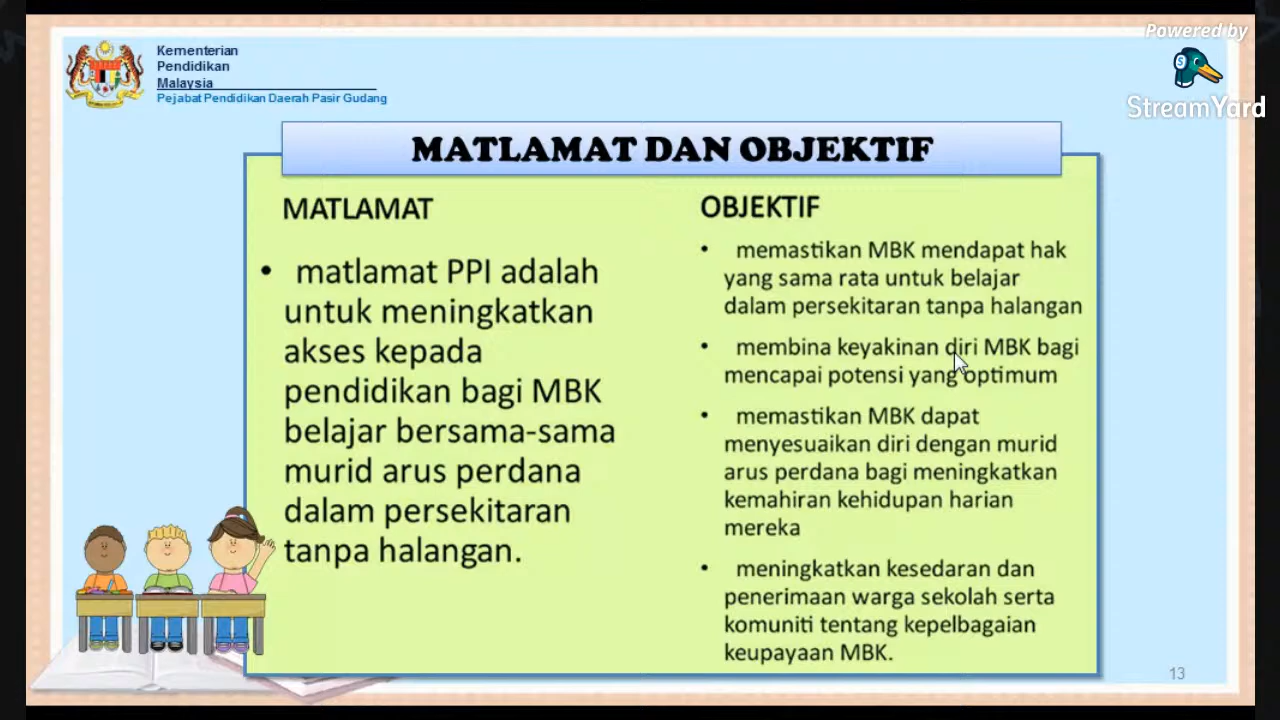 Powered by
StreamYard
Kementerian
Pendidikan
Malaysia
Pejabat Pendidikan Daerah Pasir Gudang
MATLAMAT DAN OBJEKTIF
MATLAMAT
• matlamat PPI adalah
untuk meningkatkan
akses kepada
pendidikan bagi MBK
belajar bersama-sama
murid arus perdana
dalam persekitaran
tanpa halangan.
OBJEKTIF
• memastikan MBK mendapat hak
yang sama rata untuk belajar
dalam persekitaran tanpa halangan
• membina keyakinan diri MBK bagi
mencapai potensi yang optimum
• memastikan MBK dapat
menyesuaikan diri dengan murid
arus perdana bagi meningkatkan
kemahiran kehidupan harian
mereka
• meningkatkan kesedaran dan
penerimaan warga sekolah serta
komuniti tentang kepelbagaian
keupayaan MBK.
13